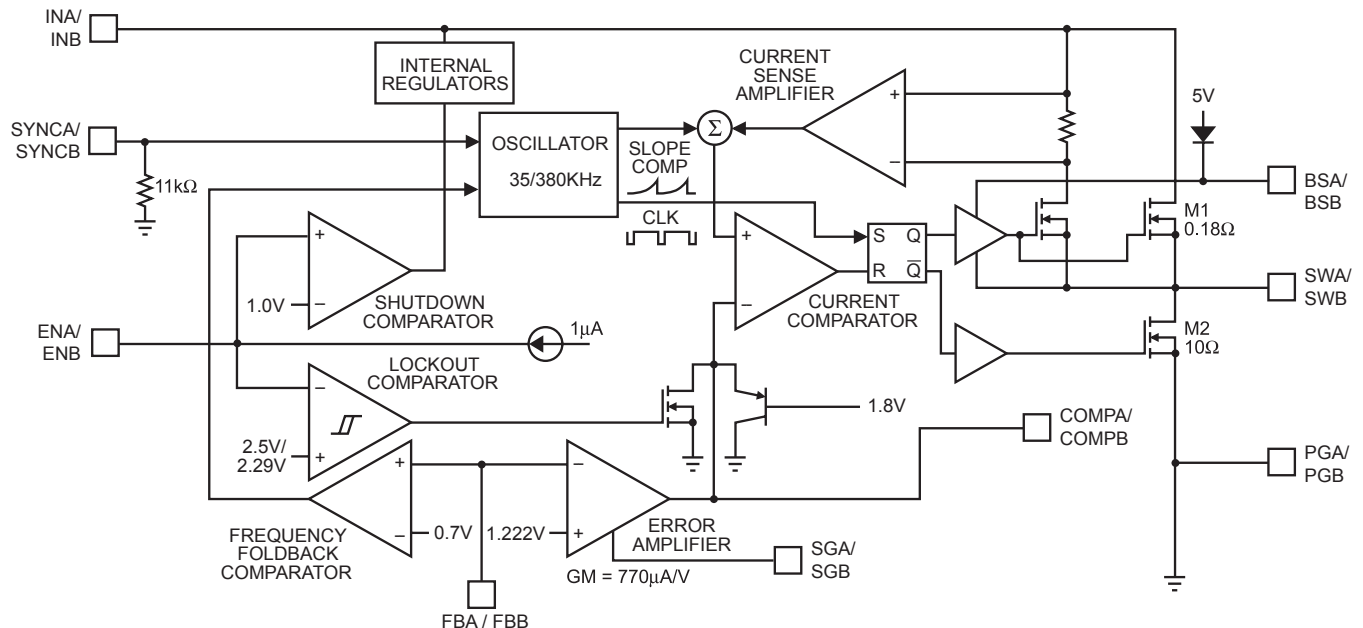 INA/
INB
INTERNAL
REGULATORS
CURRENT
SENSE
AMPLIFIER
+
−
5V
SYNCA/
SYNCB
11kΩ
OSCILLATOR
35/380KHz
Σ
SLOPE
COMP
CLK
BSA/
BSB
M1
0.18Ω
S Q
R Q̅
+
−
1.0V
SHUTDOWN
COMPARATOR
+
−
CURRENT
COMPARATOR
SWA/
SWB
M2
10Ω
ENA/
ENB
1µA
LOCKOUT
COMPARATOR
−
+
2.5V/
2.29V
1.8V
COMPA/
COMPB
PGA/
PGB
+
−
0.7V
FREQUENCY
FOLDBACK
COMPARATOR
−
+
1.222V
ERROR
AMPLIFIER
GM = 770µA/V
SGA/
SGB
FBA / FBB